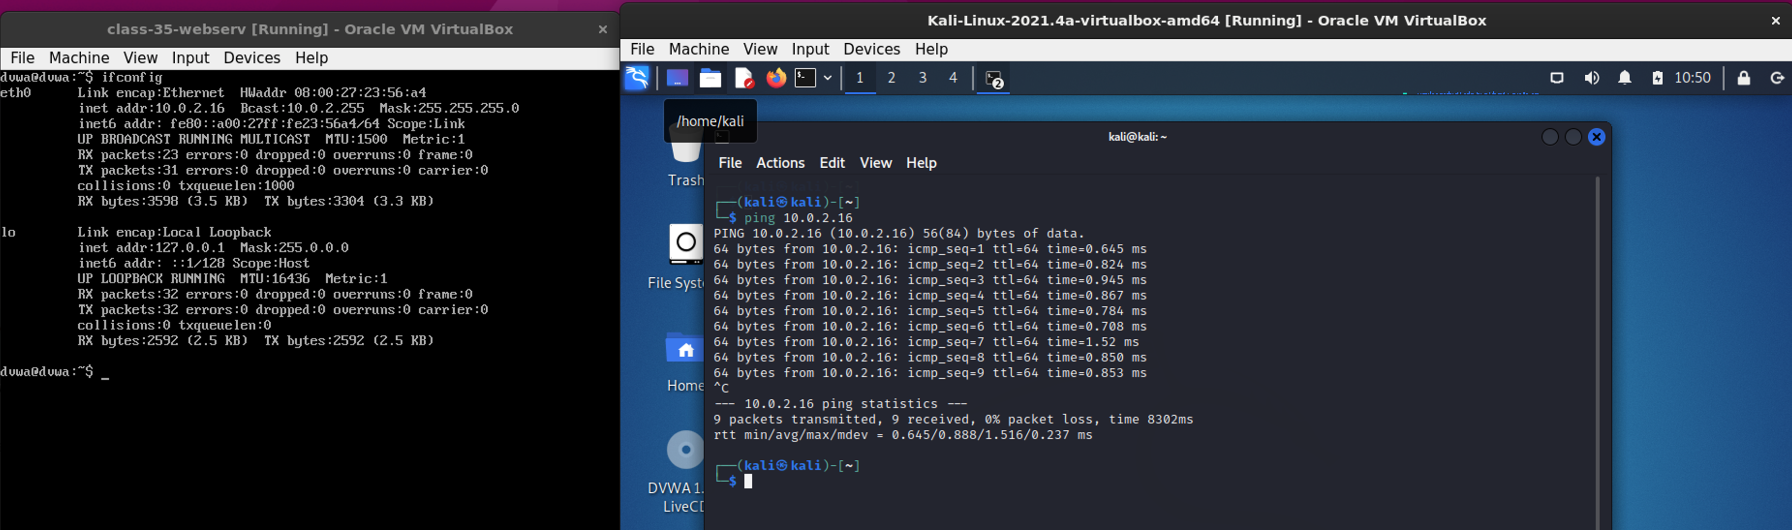 class-35-webserv [Running] - Oracle VM VirtualBox
File Machine View Input Devices Help
dvwa@dvwa:~$ ifconfig
eth0 Link encap:Ethernet HWaddr 08:00:27:23:56:a4
inet addr:10.0.2.16 Bcast:10.0.2.255 Mask:255.255.255.0
inet6 addr: fe80::a00:27ff:fe23:56a4/64 Scope:Link
UP BROADCAST RUNNING MULTICAST MTU:1500 Metric:1
RX packets:23 errors:0 dropped:0 overruns:0 frame:0
TX packets:31 errors:0 dropped:0 overruns:0 carrier:0
collisions:0 txqueuelen:1000
RX bytes:3598 (3.5 KB) TX bytes:3304 (3.3 KB)
lo Link encap:Local Loopback
inet addr:127.0.0.1 Mask:255.0.0.0
inet6 addr: ::1/128 Scope:Host
UP LOOPBACK RUNNING MTU:16436 Metric:1
RX packets:32 errors:0 dropped:0 overruns:0 frame:0
TX packets:32 errors:0 dropped:0 overruns:0 carrier:0
collisions:0 txqueuelen:0
RX bytes:2592 (2.5 KB) TX bytes:2592 (2.5 KB)
dvwa@dvwa:~$ _
Kali-Linux-2021.4a-virtualbox-amd64 [Running] - Oracle VM VirtualBox
File Machine View Input Devices Help
1 2 3 4 2 10:50
/home/kali
Trash
File Syst
Home
DVWA 1.
LiveCD
kali@kali: ~
File Actions Edit View Help
┌──(kali㉿kali)-[~]
└─$ ping 10.0.2.16
PING 10.0.2.16 (10.0.2.16) 56(84) bytes of data.
64 bytes from 10.0.2.16: icmp_seq=1 ttl=64 time=0.645 ms
64 bytes from 10.0.2.16: icmp_seq=2 ttl=64 time=0.824 ms
64 bytes from 10.0.2.16: icmp_seq=3 ttl=64 time=0.945 ms
64 bytes from 10.0.2.16: icmp_seq=4 ttl=64 time=0.867 ms
64 bytes from 10.0.2.16: icmp_seq=5 ttl=64 time=0.784 ms
64 bytes from 10.0.2.16: icmp_seq=6 ttl=64 time=0.708 ms
64 bytes from 10.0.2.16: icmp_seq=7 ttl=64 time=1.52 ms
64 bytes from 10.0.2.16: icmp_seq=8 ttl=64 time=0.850 ms
64 bytes from 10.0.2.16: icmp_seq=9 ttl=64 time=0.853 ms
^C
--- 10.0.2.16 ping statistics ---
9 packets transmitted, 9 received, 0% packet loss, time 8302ms
rtt min/avg/max/mdev = 0.645/0.888/1.516/0.237 ms
┌──(kali㉿kali)-[~]
└─$